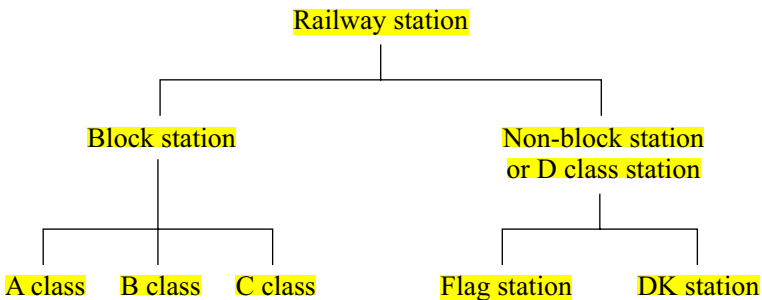 Railway station
Block station
Non-block station
or D class station
A class
B class
C class
Flag station
DK station